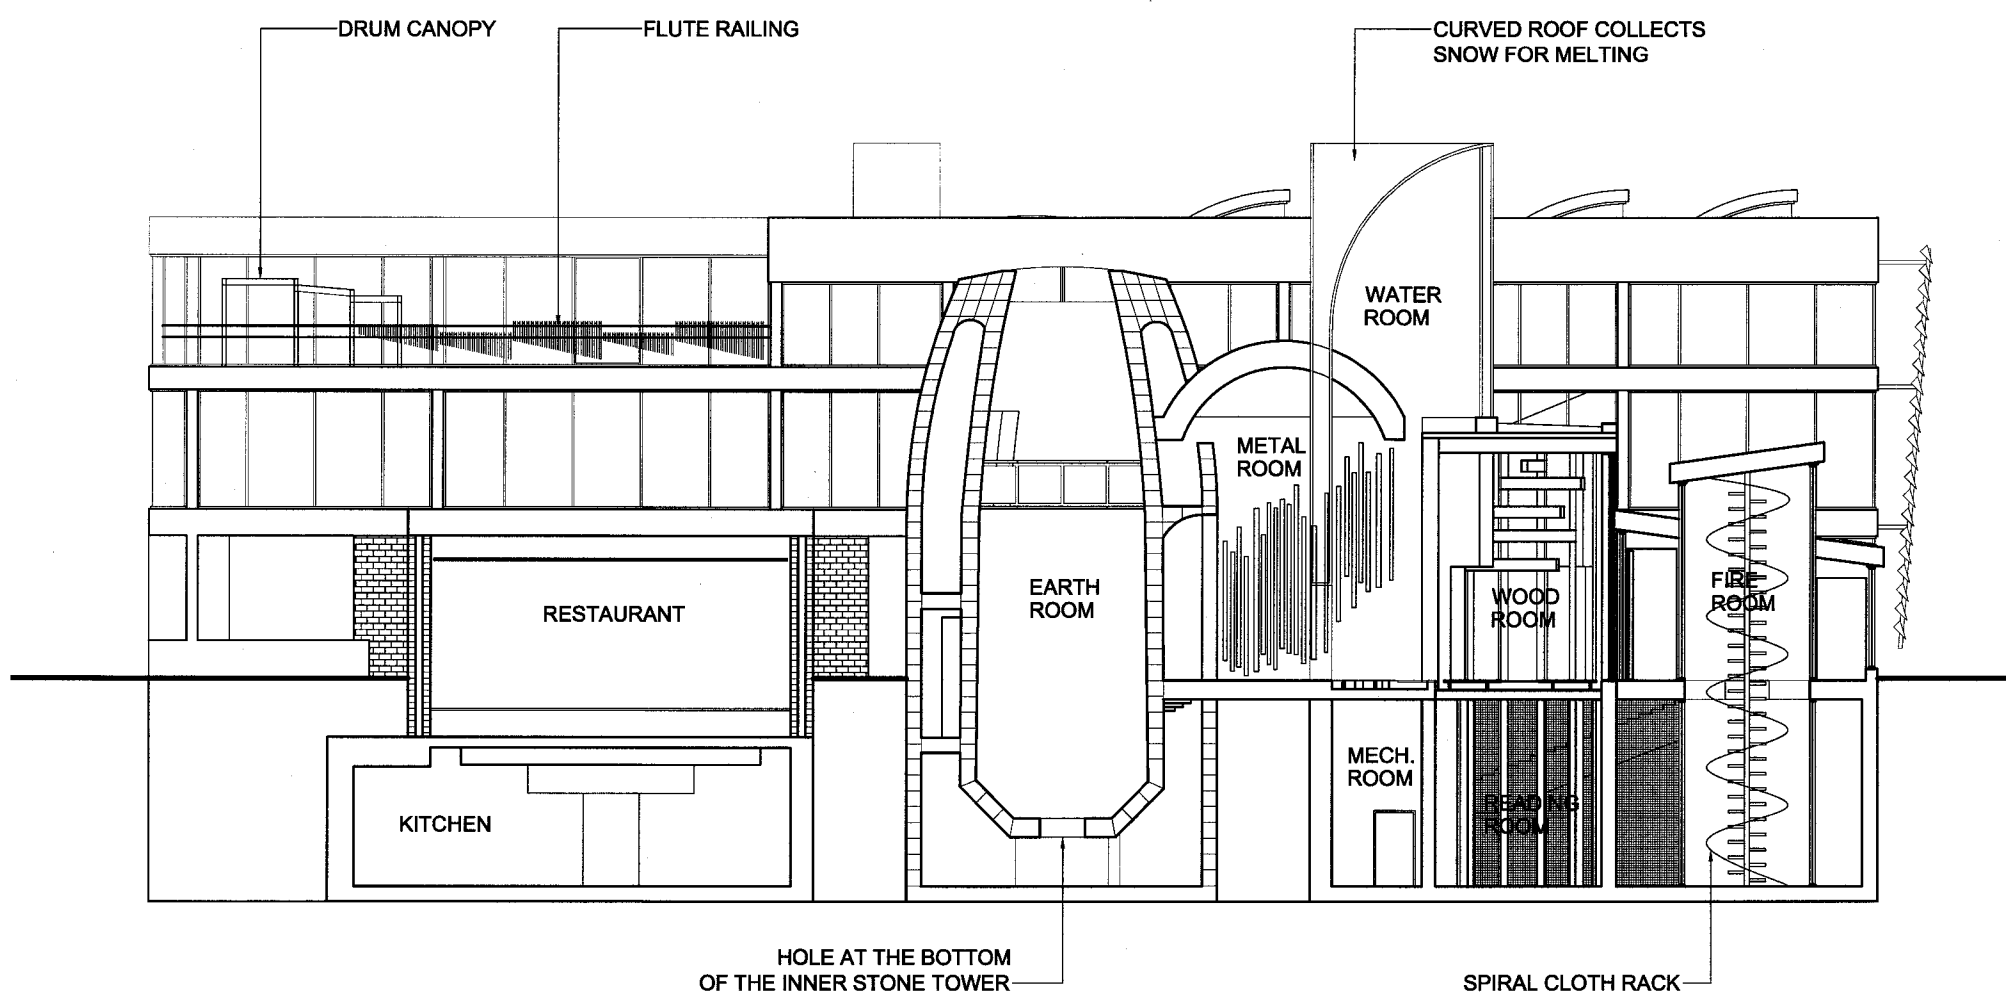 DRUM CANOPY
FLUTE RAILING
CURVED ROOF COLLECTS
SNOW FOR MELTING
WATER
ROOM
METAL
ROOM
EARTH
ROOM
RESTAURANT
WOOD
ROOM
FIRE
ROOM
MECH.
ROOM
READING
ROOM
KITCHEN
HOLE AT THE BOTTOM
OF THE INNER STONE TOWER
SPIRAL CLOTH RACK